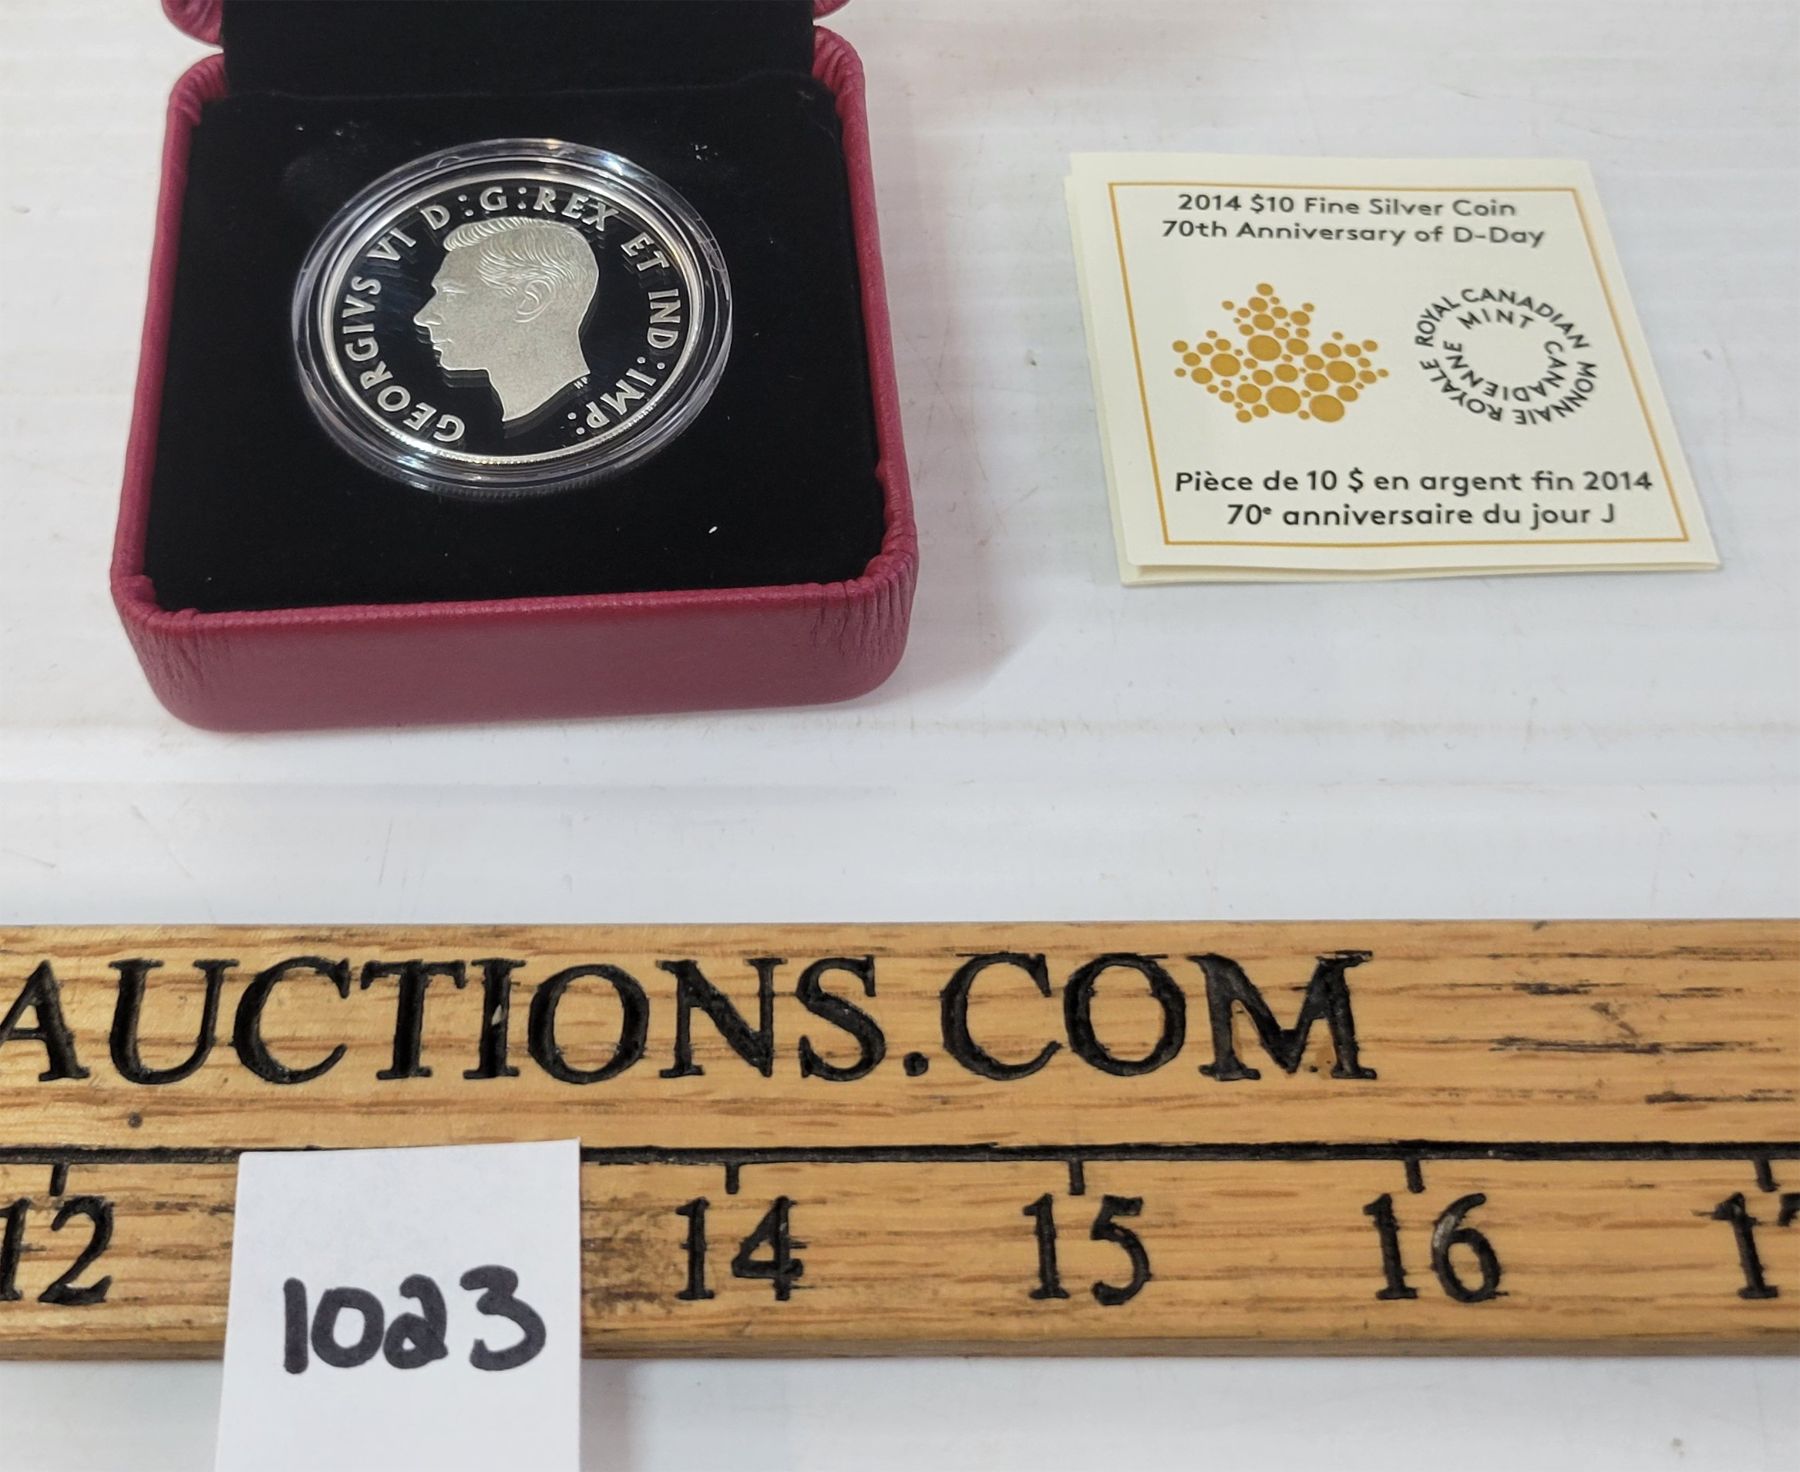 GEORGIVS VI D:G:REX ET IND:IMP:
HP
2014 $10 Fine Silver Coin
70th Anniversary of D-Day
ROYAL CANADIAN MINT
MONNAIE ROYALE CANADIENNE
Pièce de 10 $ en argent fin 2014
70e anniversaire du jour J
AUCTIONS.COM
12 14 15 16 17
1023